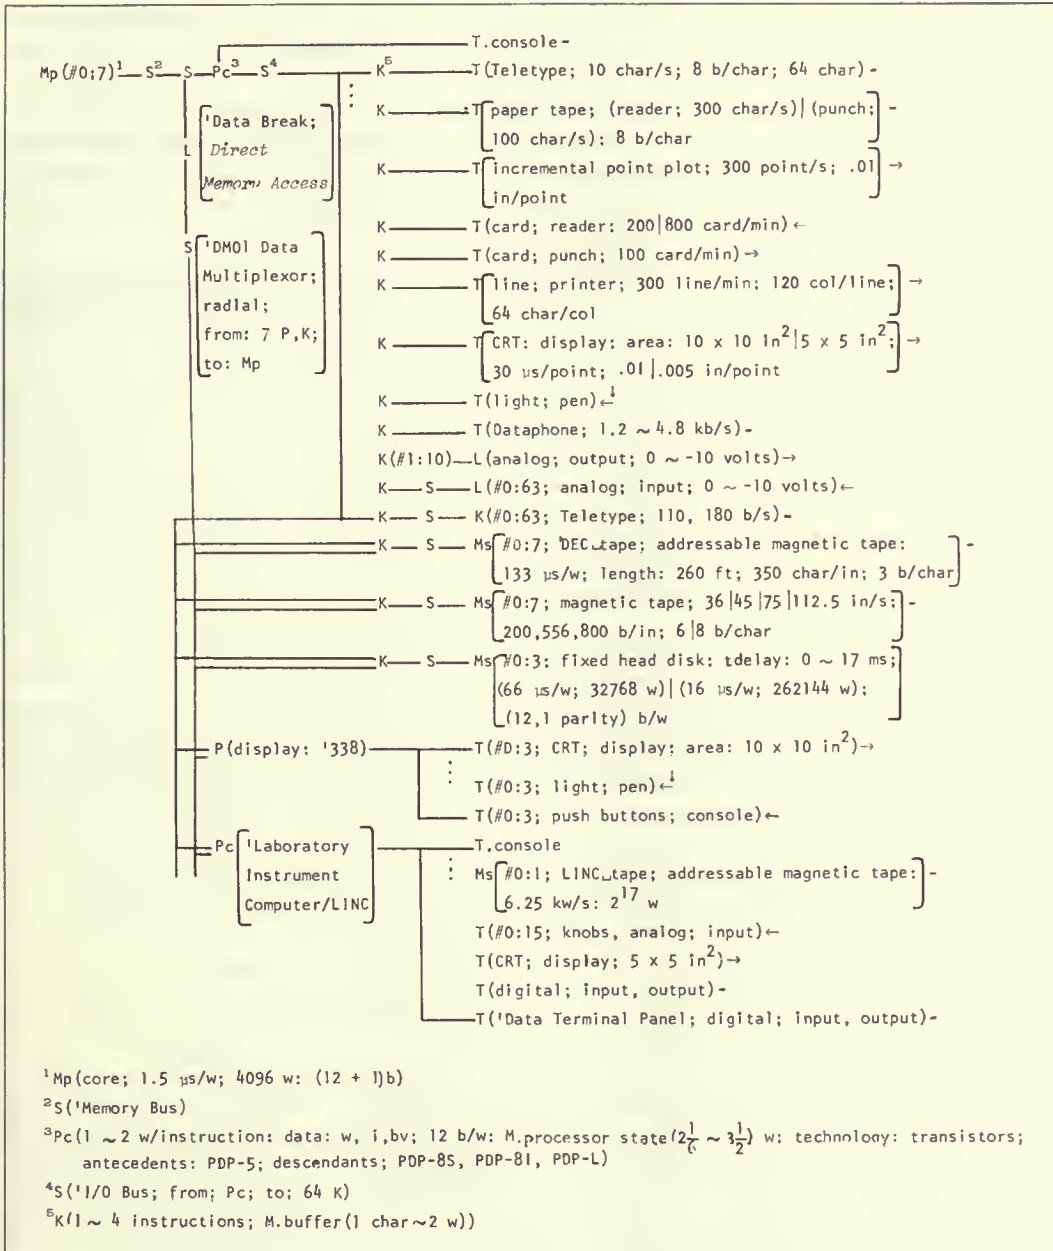 T.console-
Mp(#0:7)¹—S²—S—Pc³—S⁴—K⁵—T(Teletype; 10 char/s; 8 b/char; 64 char)-
K—T[paper tape; (reader; 300 char/s)|(punch;
100 char/s); 8 b/char]-
'Data Break;
L Direct
Memory Access
K—T[incremental point plot; 300 point/s; .01
in/point]→
K—T(card; reader: 200|800 card/min)←
K—T(card; punch; 100 card/min)→
S['DM01 Data
Multiplexor;
radial;
from: 7 P,K;
to: Mp]
K—T[line; printer; 300 line/min; 120 col/line;
64 char/col]→
K—T[CRT: display; area: 10 x 10 in²|5 x 5 in²;
30 μs/point; .01|.005 in/point]→
K—T(light; pen)←↓
K—T(Dataphone; 1.2 ~ 4.8 kb/s)-
K(#1:10)—L(analog; output; 0 ~ -10 volts)→
K—S—L(#0:63; analog; input; 0 ~ -10 volts)←
K—S—K(#0:63; Teletype; 110, 180 b/s)-
K—S—Ms[#0:7; 'DEC␣tape; addressable magnetic tape:
133 μs/w; length: 260 ft; 350 char/in; 3 b/char]-
K—S—Ms[#0:7; magnetic tape; 36|45|75|112.5 in/s;
200,556,800 b/in; 6|8 b/char]-
K—S—Ms[#0:3; fixed head disk; tdelay: 0 ~ 17 ms;
(66 μs/w; 32768 w)|(16 μs/w; 262144 w);
(12,1 parity) b/w]
P(display: '338)—T(#D:3; CRT; display; area: 10 x 10 in²)→
T(#0:3; light; pen)←↓
T(#0:3; push buttons; console)←
Pc['Laboratory
Instrument
Computer/LINC]
T.console
Ms[#0:1; LINC␣tape; addressable magnetic tape;
6.25 kw/s: 2¹⁷ w]-
T(#0:15; knobs, analog; input)←
T(CRT; display; 5 x 5 in²)→
T(digital; input, output)-
T('Data Terminal Panel; digital; input, output)-
¹Mp(core; 1.5 μs/w; 4096 w: (12 + 1)b)
²S('Memory Bus)
³Pc(1 ~ 2 w/instruction: data: w, i,bv; 12 b/w: M.processor state(2 1/6 ~ 3 1/2) w: technology: transistors;
antecedents: PDP-5; descendants; PDP-8S, PDP-8I, PDP-L)
⁴S('I/O Bus; from; Pc; to; 64 K)
⁵K(1 ~ 4 instructions; M.buffer(1 char~2 w))